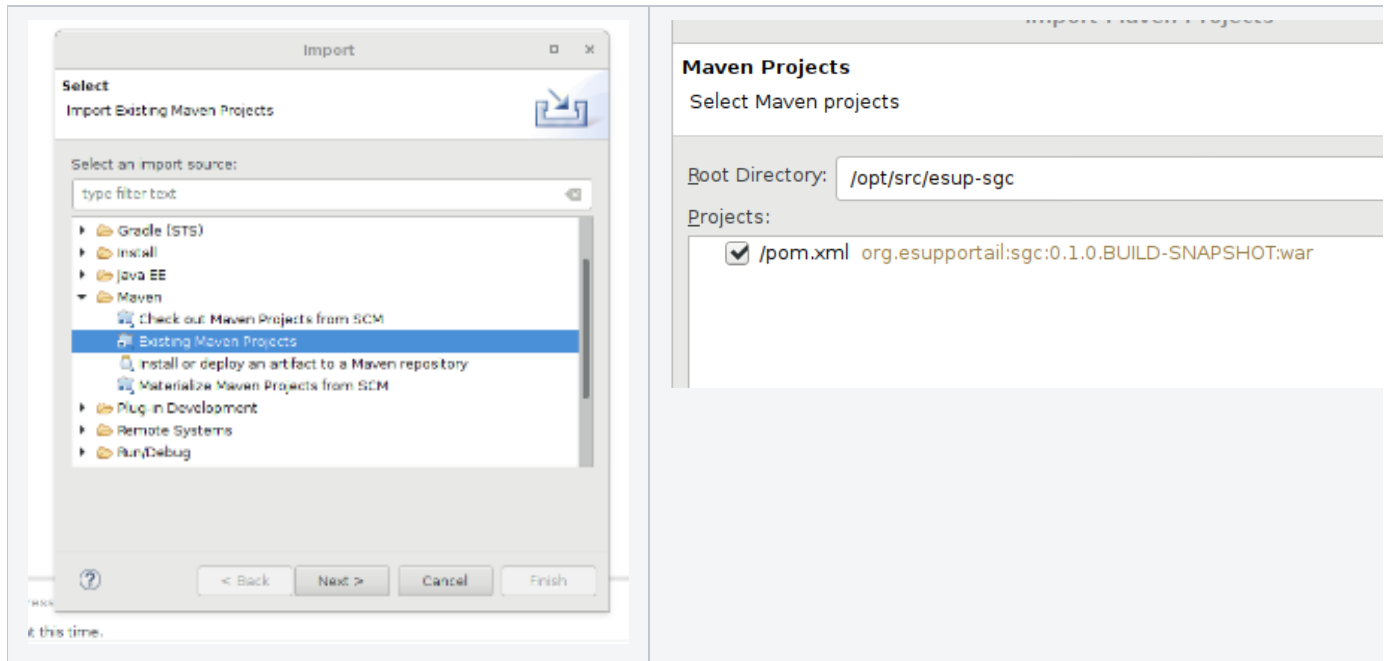 Import
Select
Import Existing Maven Projects
Select an import source:
type filter text
Gradle (STS)
Install
Java EE
Maven
Check out Maven Projects from SCM
Existing Maven Projects
Install or deploy an artifact to a Maven repository
Materialize Maven Projects from SCM
Plug-in Development
Remote Systems
Run/Debug
< Back
Next >
Cancel
Finish
t this time.
Import Maven Projects
Maven Projects
Select Maven projects
Root Directory:
/opt/src/esup-sgc
Projects:
/pom.xml org.esupportail:sgc:0.1.0.BUILD-SNAPSHOT:war